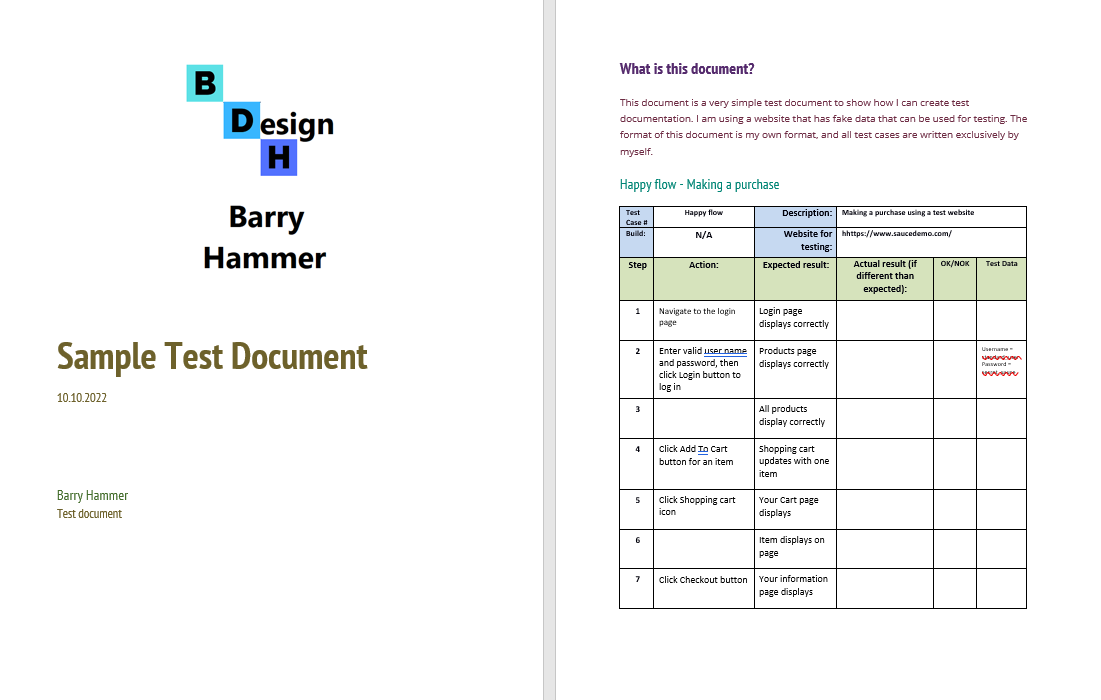 B
Design
H
Barry
Hammer
Sample Test Document
10.10.2022
Barry Hammer
Test document
What is this document?
This document is a very simple test document to show how I can create test
documentation. I am using a website that has fake data that can be used for testing. The
format of this document is my own format, and all test cases are written exclusively by
myself.
Happy flow - Making a purchase
Test
Case #
Happy flow
Description:
Making a purchase using a test website
Build:
N/A
Website for
testing:
hhttps://www.saucedemo.com/
Step
Action:
Expected result:
Actual result (if
different than
expected):
OK/NOK
Test Data
1
Navigate to the login
page
Login page
displays correctly
2
Enter valid user name
and password, then
click Login button to
log in
Products page
displays correctly
Username =
Password =
3
All products
display correctly
4
Click Add To Cart
button for an item
Shopping cart
updates with one
item
5
Click Shopping cart
icon
Your Cart page
displays
6
Item displays on
page
7
Click Checkout button
Your information
page displays